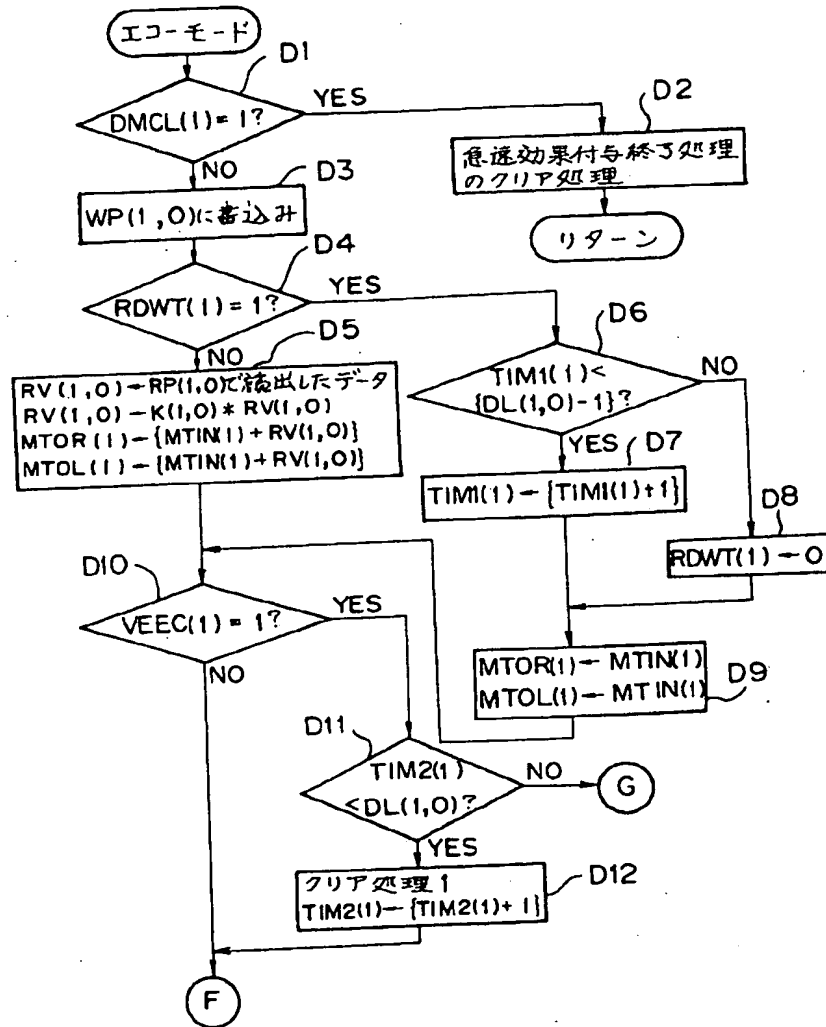 エコーモード
D1
DMCL(1)=1?
YES
NO
D2
急速効果付与終了処理
のクリア処理
リターン
D3
WP(1,0)に書込み
D4
RDWT(1)=1?
YES
NO
D5
RV(1,0)←RP(1,0)で読出したデータ
RV(1,0)←K(1,0)*RV(1,0)
MTOR(1)←{MTIN(1)+RV(1,0)}
MTOL(1)←{MTIN(1)+RV(1,0)}
D6
TIM1(1)<
{DL(1,0)-1}?
NO
YES
D7
TIM1(1)←{TIM1(1)+1}
D8
RDWT(1)←0
MTOR(1)←MTIN(1)
MTOL(1)←MTIN(1)
D9
D10
VEEC(1)=1?
YES
NO
D11
TIM2(1)
<DL(1,0)?
NO
G
YES
クリア処理1
TIM2(1)←{TIM2(1)+1}
D12
F